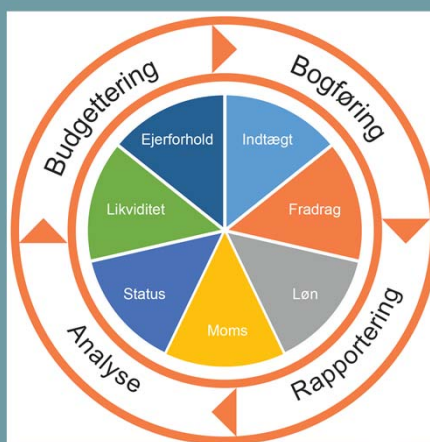 Budgettering
Bogføring
Rapportering
Analyse
Ejerforhold
Indtægt
Fradrag
Løn
Moms
Status
Likviditet